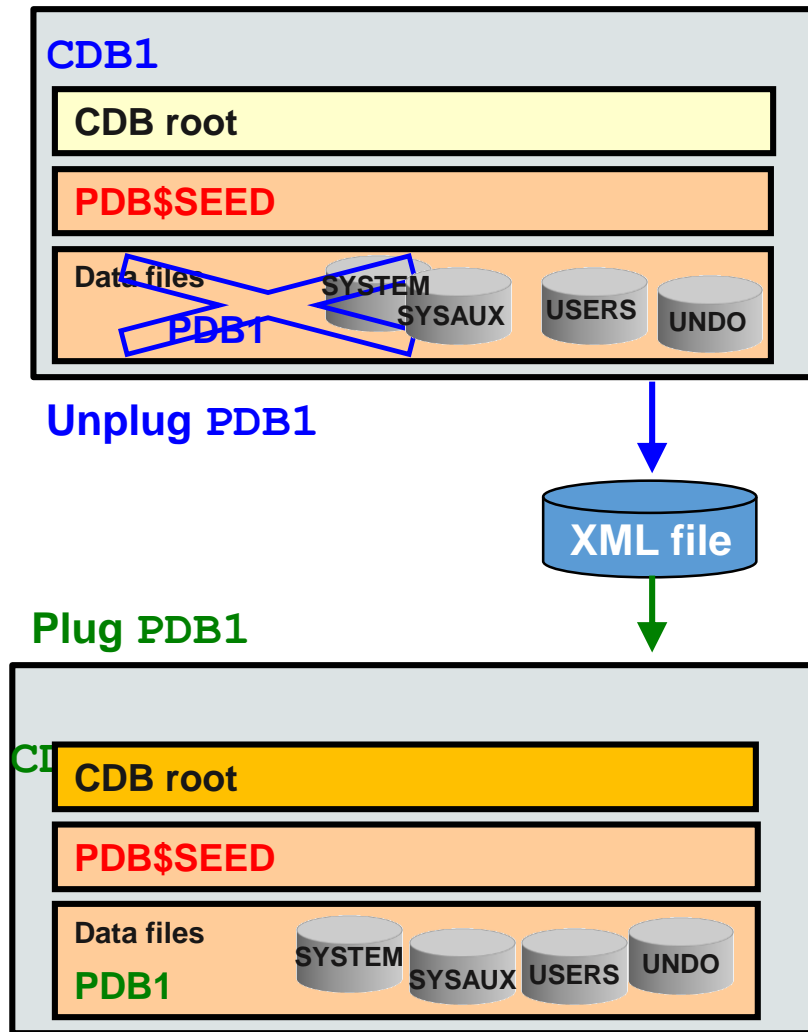 CDB1
CDB root
PDB$SEED
Data files
SYSTEM
SYSAUX
USERS
UNDO
PDB1
Unplug PDB1
XML file
Plug PDB1
CDB root
PDB$SEED
Data files
SYSTEM
SYSAUX
USERS
UNDO
PDB1